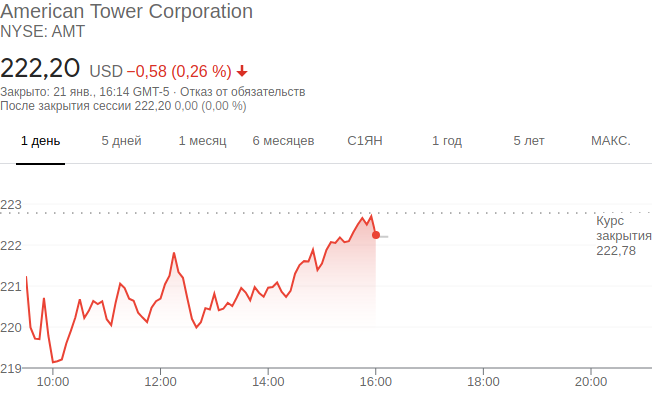 American Tower Corporation
NYSE: AMT
222,20 USD −0,58 (0,26 %)
Закрыто: 21 янв., 16:14 GMT-5 · Отказ от обязательств
После закрытия сессии 222,20 0,00 (0,00 %)
1 день 5 дней 1 месяц 6 месяцев С1ЯН 1 год 5 лет МАКС.
223
Курс
закрытия
222,78
222
221
220
219
10:00 12:00 14:00 16:00 18:00 20:00